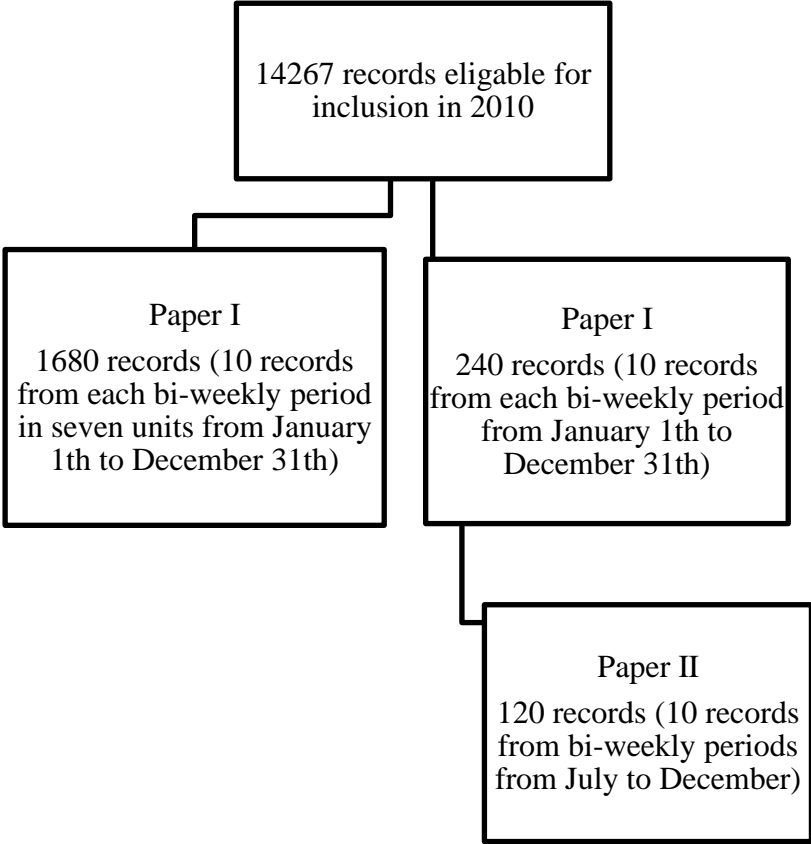 14267 records eligable for
inclusion in 2010
Paper I
1680 records (10 records
from each bi-weekly period
in seven units from January
1th to December 31th)
Paper I
240 records (10 records
from each bi-weekly period
from January 1th to
December 31th)
Paper II
120 records (10 records
from bi-weekly periods
from July to December)